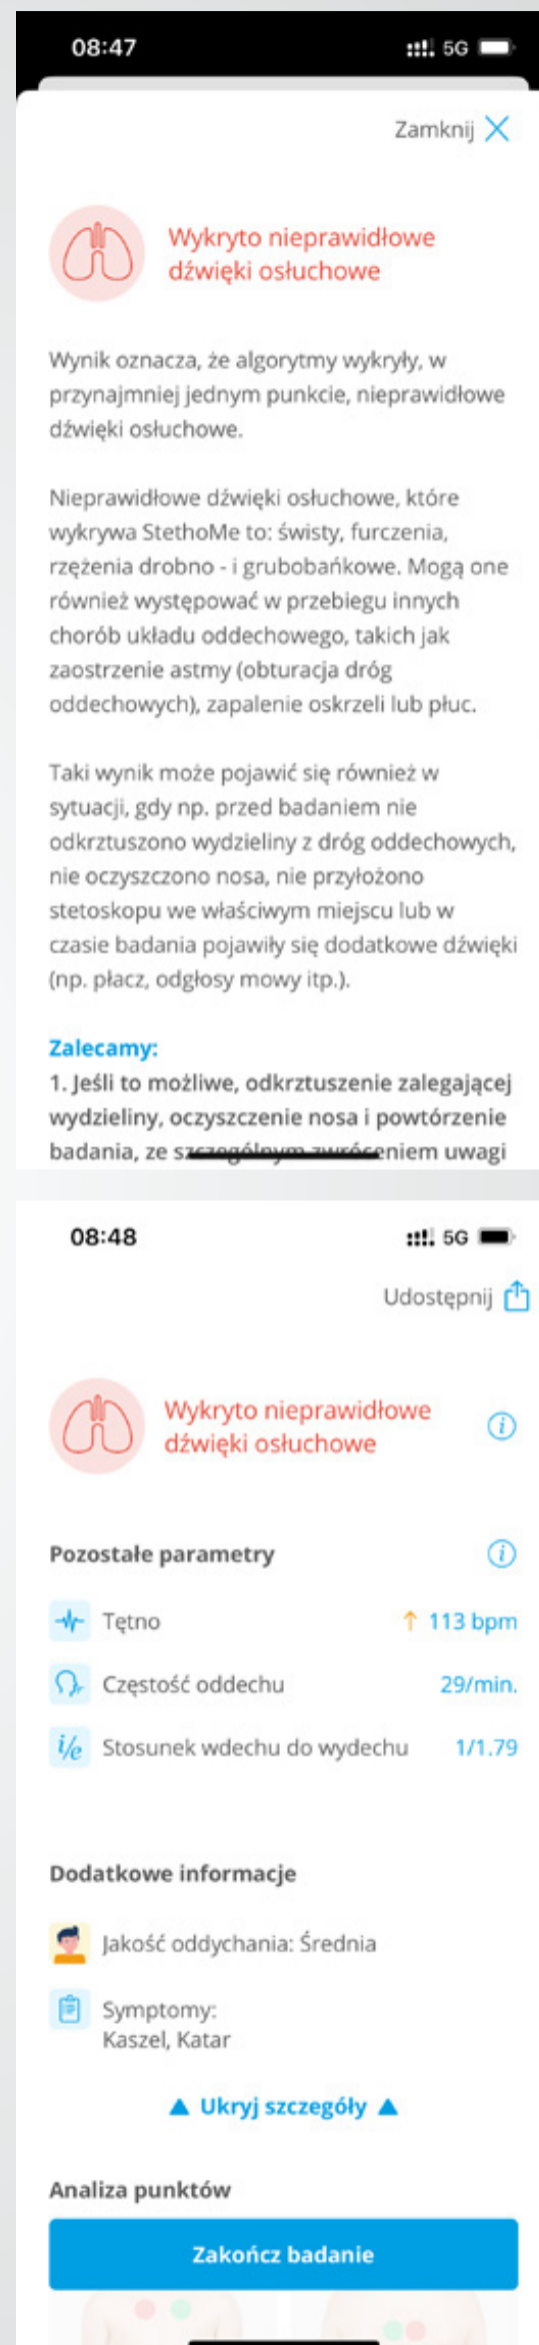 08:47
5G
Zamknij
Wykryto nieprawidłowe
dźwięki osłuchowe
Wynik oznacza, że algorytmy wykryły, w
przynajmniej jednym punkcie, nieprawidłowe
dźwięki osłuchowe.
Nieprawidłowe dźwięki osłuchowe, które
wykrywa StethoMe to: świsty, furczenia,
rzężenia drobno - i grubobańkowe. Mogą one
również występować w przebiegu innych
chorób układu oddechowego, takich jak
zaostrzenie astmy (obturacja dróg
oddechowych), zapalenie oskrzeli lub płuc.
Taki wynik może pojawić się również w
sytuacji, gdy np. przed badaniem nie
odkrztuszono wydzieliny z dróg oddechowych,
nie oczyszczono nosa, nie przyłożono
stetoskopu we właściwym miejscu lub w
czasie badania pojawiły się dodatkowe dźwięki
(np. płacz, odgłosy mowy itp.).
Zalecamy:
1. Jeśli to możliwe, odkrztuszenie zalegającej
wydzieliny, oczyszczenie nosa i powtórzenie
badania, ze szczególnym zwróceniem uwagi
08:48
5G
Udostępnij
Wykryto nieprawidłowe
dźwięki osłuchowe
Pozostałe parametry
Tętno ↑ 113 bpm
Częstość oddechu 29/min.
i/e Stosunek wdechu do wydechu 1/1.79
Dodatkowe informacje
Jakość oddychania: Średnia
Symptomy:
Kaszel, Katar
▲ Ukryj szczegóły ▲
Analiza punktów
Zakończ badanie